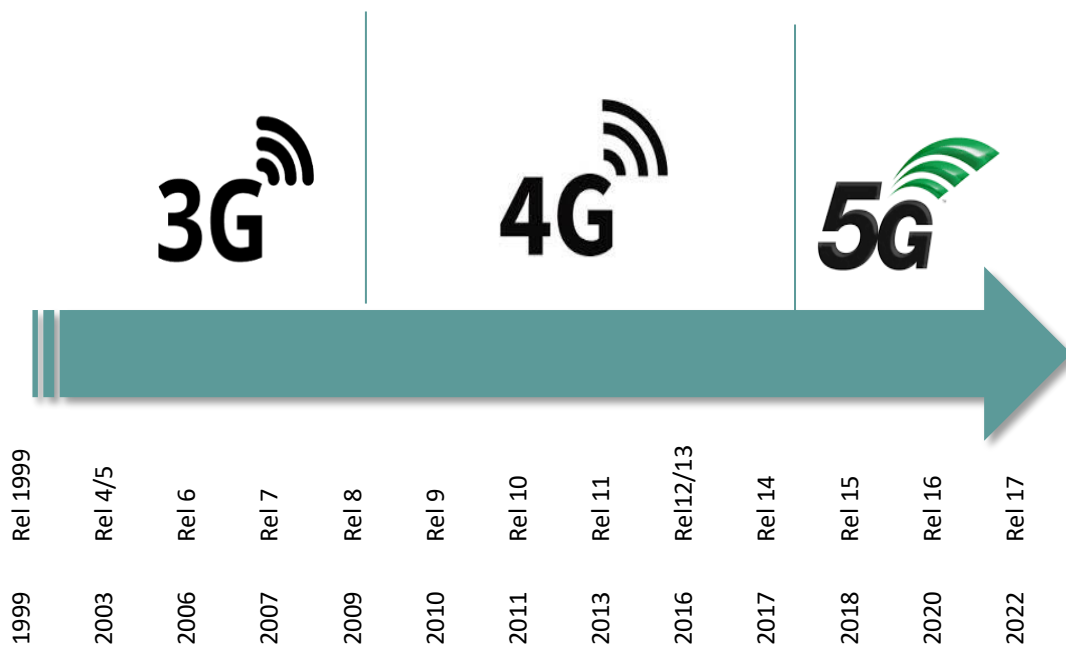 3G
4G
5G
Rel 1999
Rel 4/5
Rel 6
Rel 7
Rel 8
Rel 9
Rel 10
Rel 11
Rel12/13
Rel 14
Rel 15
Rel 16
Rel 17
1999
2003
2006
2007
2009
2010
2011
2013
2016
2017
2018
2020
2022